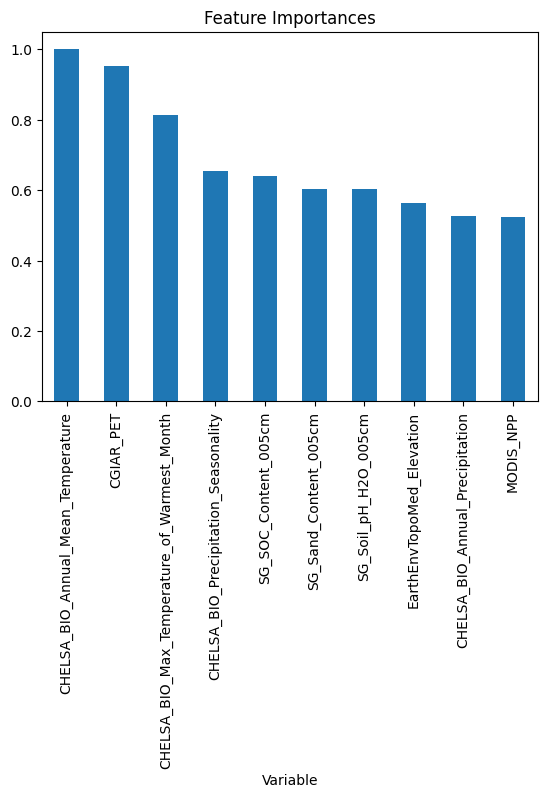 Feature Importances
1.0
0.8
0.6
0.4
0.2
0.0
CHELSA_BIO_Annual_Mean_Temperature
CGIAR_PET
CHELSA_BIO_Max_Temperature_of_Warmest_Month
CHELSA_BIO_Precipitation_Seasonality
SG_SOC_Content_005cm
SG_Sand_Content_005cm
SG_Soil_pH_H2O_005cm
EarthEnvTopoMed_Elevation
CHELSA_BIO_Annual_Precipitation
MODIS_NPP
Variable